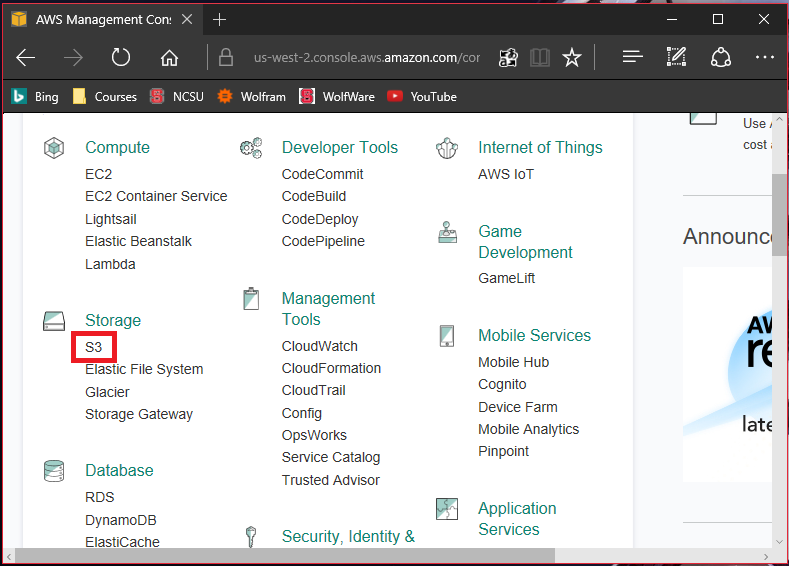 AWS Management Con
us-west-2.console.aws.amazon.com/cor
Bing
Courses
NCSU
Wolfram
WolfWare
YouTube
Compute
EC2
EC2 Container Service
Lightsail
Elastic Beanstalk
Lambda
Storage
S3
Elastic File System
Glacier
Storage Gateway
Database
RDS
DynamoDB
ElastiCache
Developer Tools
CodeCommit
CodeBuild
CodeDeploy
CodePipeline
Management
Tools
CloudWatch
CloudFormation
CloudTrail
Config
OpsWorks
Service Catalog
Trusted Advisor
Security, Identity &
Internet of Things
AWS IoT
Game
Development
GameLift
Mobile Services
Mobile Hub
Cognito
Device Farm
Mobile Analytics
Pinpoint
Application
Services
Use
cost
Announc
AW
re
late